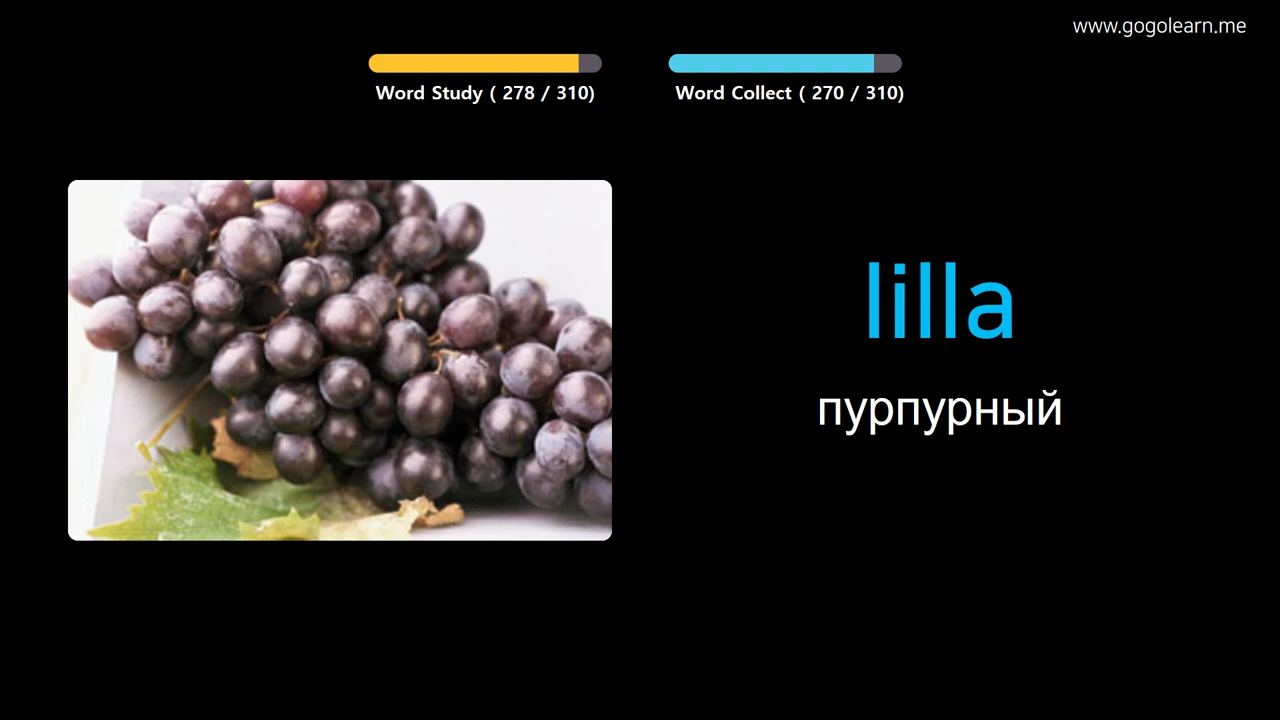 www.gogolearn.me
Word Study ( 278 / 310)
Word Collect ( 270 / 310)
lilla
пурпурный